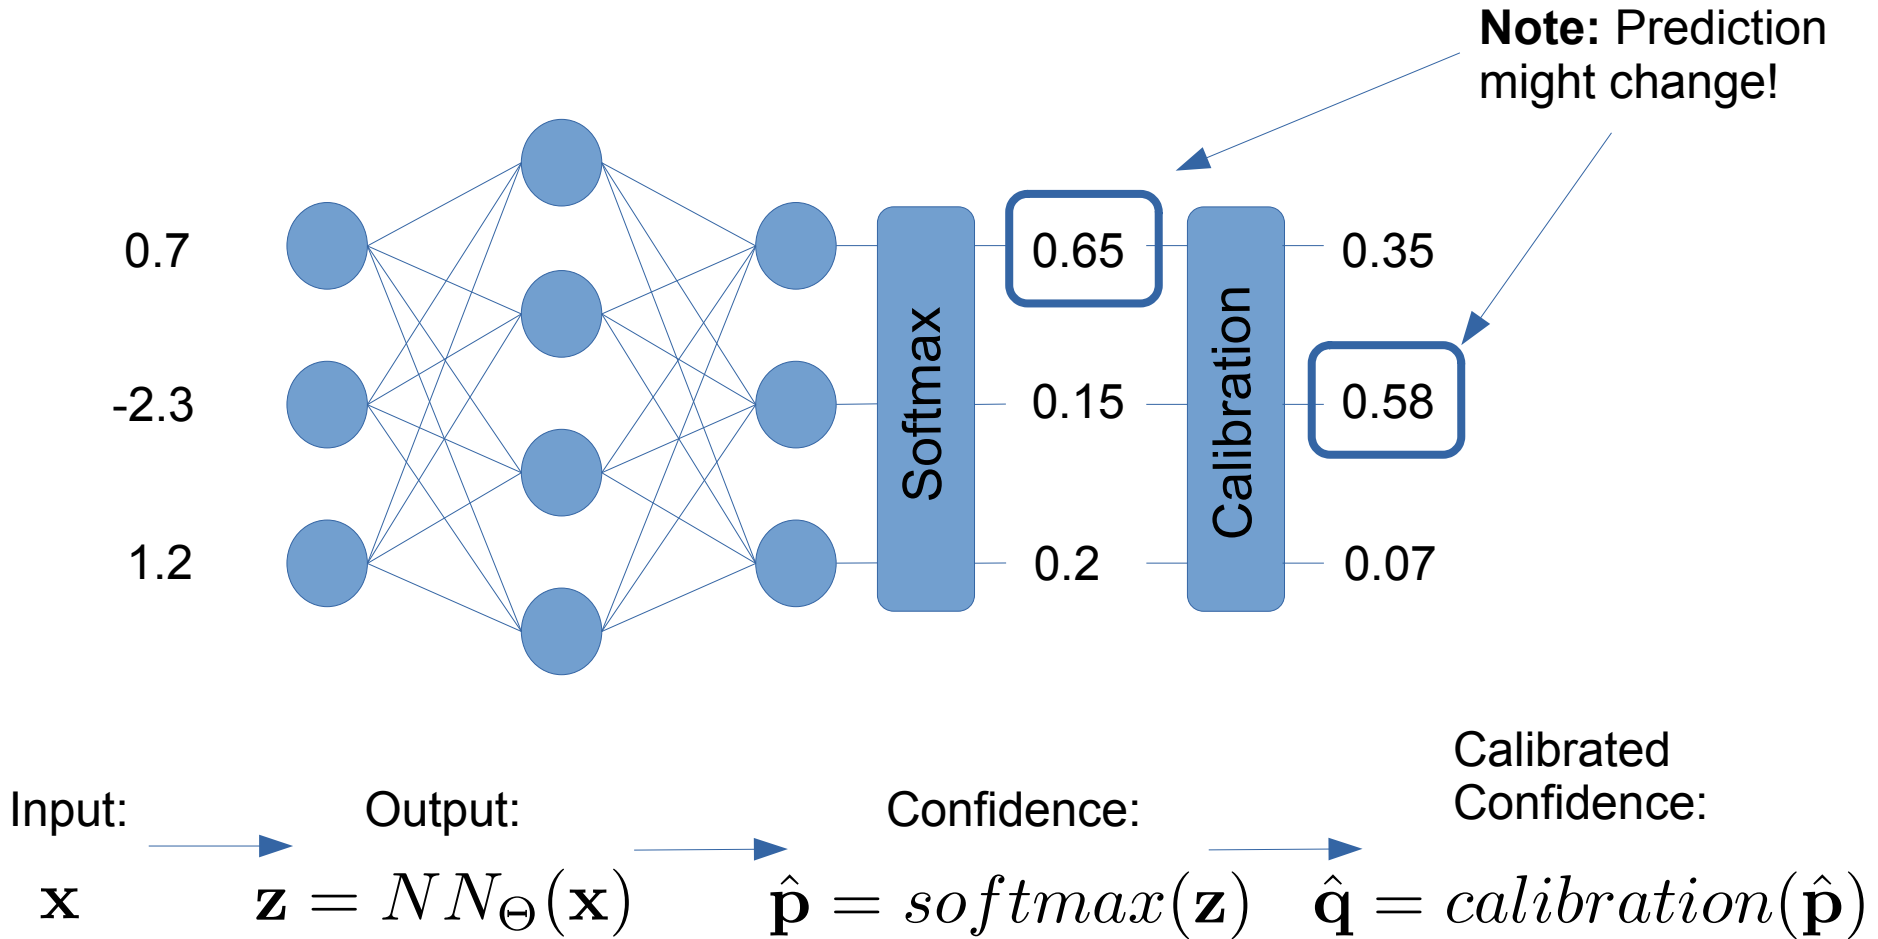 Note: Prediction
might change!
0.7
-2.3
1.2
Softmax
0.65
0.15
0.2
Calibration
0.35
0.58
0.07
Input:
x
Output:
z = NN_Θ(x)
Confidence:
p̂ = softmax(z)
Calibrated
Confidence:
q̂ = calibration(p̂)